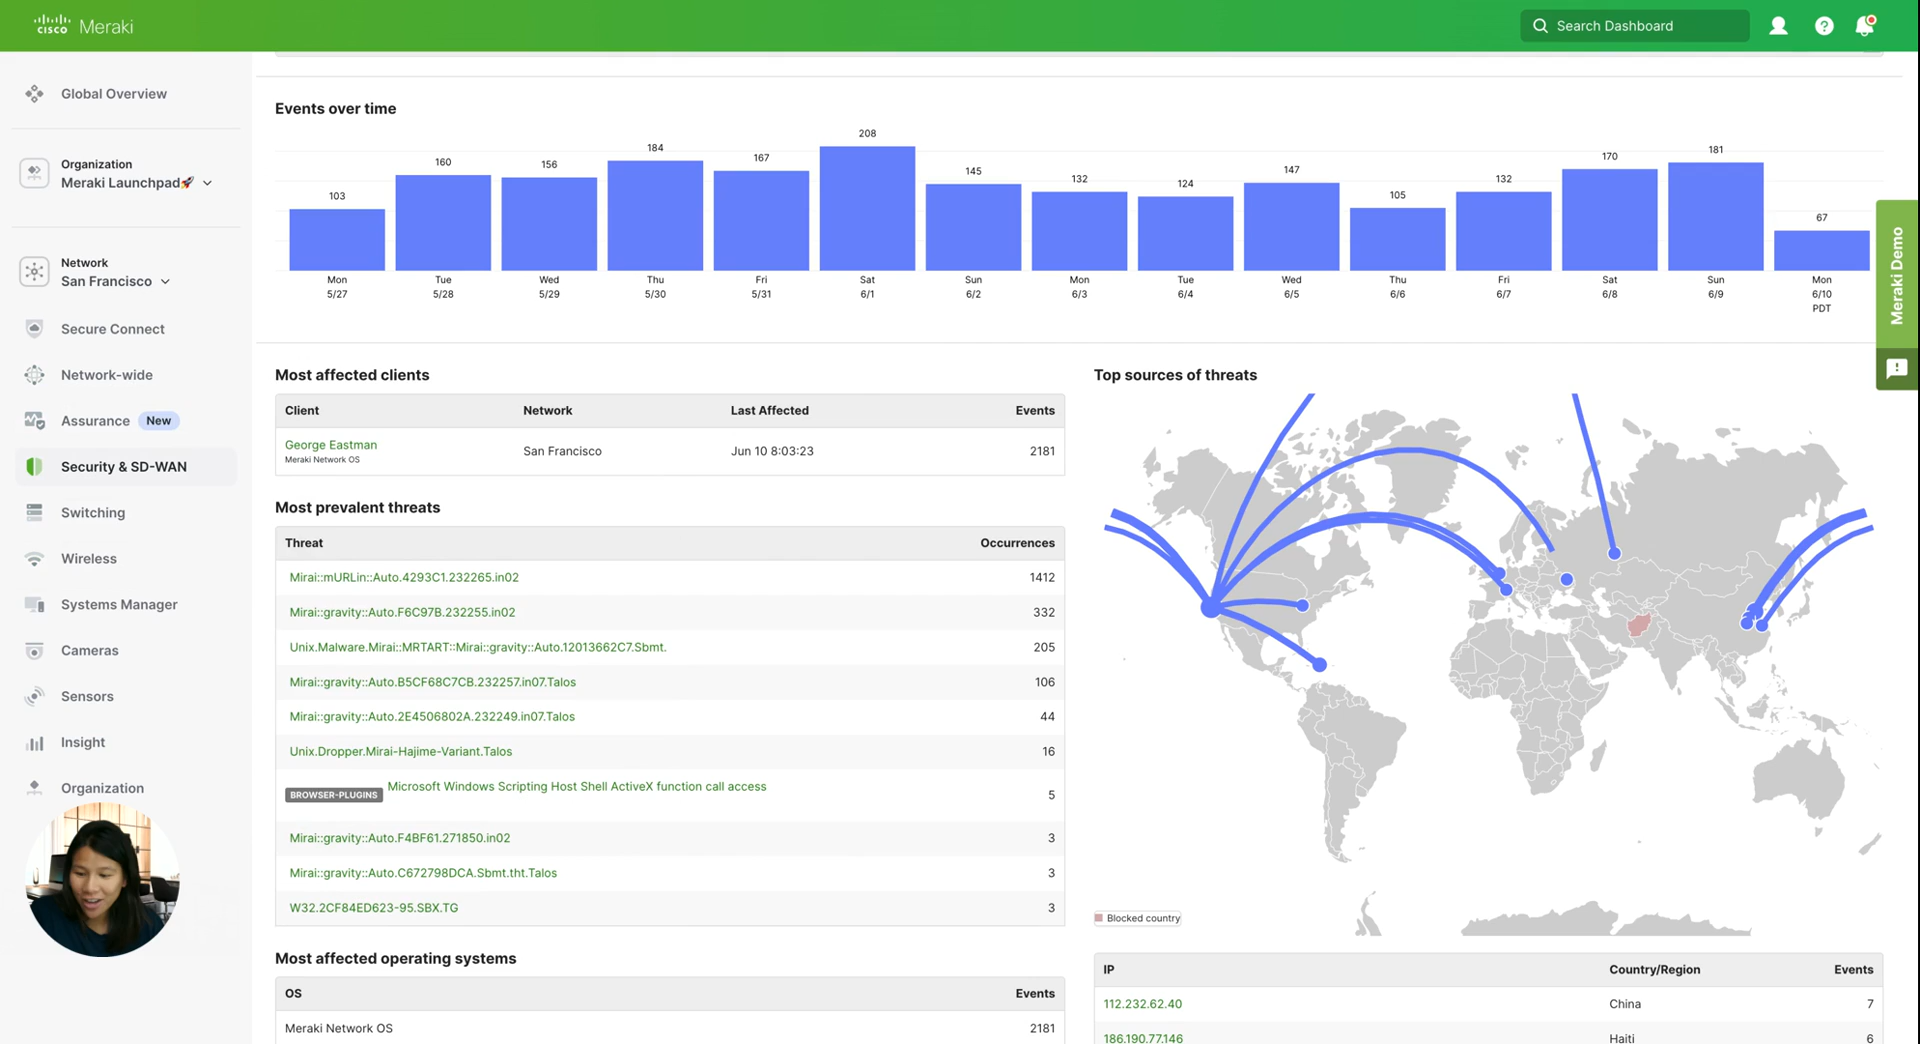 cisco Meraki
Search Dashboard
Global Overview
Organization
Meraki Launchpad🚀
Network
San Francisco
Secure Connect
Network-wide
Assurance New
Security & SD-WAN
Switching
Wireless
Systems Manager
Cameras
Sensors
Insight
Organization
Events over time
103 160 156 184 167 208 145 132 124 147 105 132 170 181 67
Mon Tue Wed Thu Fri Sat Sun Mon Tue Wed Thu Fri Sat Sun Mon
5/27 5/28 5/29 5/30 5/31 6/1 6/2 6/3 6/4 6/5 6/6 6/7 6/8 6/9 6/10
PDT
Meraki Demo
Most affected clients
Client Network Last Affected Events
George Eastman San Francisco Jun 10 8:03:23 2181
Meraki Network OS
Most prevalent threats
Threat Occurrences
Mirai::mURLin::Auto.4293C1.232265.in02 1412
Mirai::gravity::Auto.F6C97B.232255.in02 332
Unix.Malware.Mirai::MRTART::Mirai::gravity::Auto.12013662C7.Sbmt. 205
Mirai::gravity::Auto.B5CF68C7CB.232257.in07.Talos 106
Mirai::gravity::Auto.2E4506802A.232249.in07.Talos 44
Unix.Dropper.Mirai-Hajime-Variant.Talos 16
BROWSER-PLUGINS Microsoft Windows Scripting Host Shell ActiveX function call access 5
Mirai::gravity::Auto.F4BF61.271850.in02 3
Mirai::gravity::Auto.C672798DCA.Sbmt.tht.Talos 3
W32.2CF84ED623-95.SBX.TG 3
Most affected operating systems
OS Events
Meraki Network OS 2181
Top sources of threats
Blocked country
IP Country/Region Events
112.232.62.40 China 7
186.190.77.146 Haiti 6